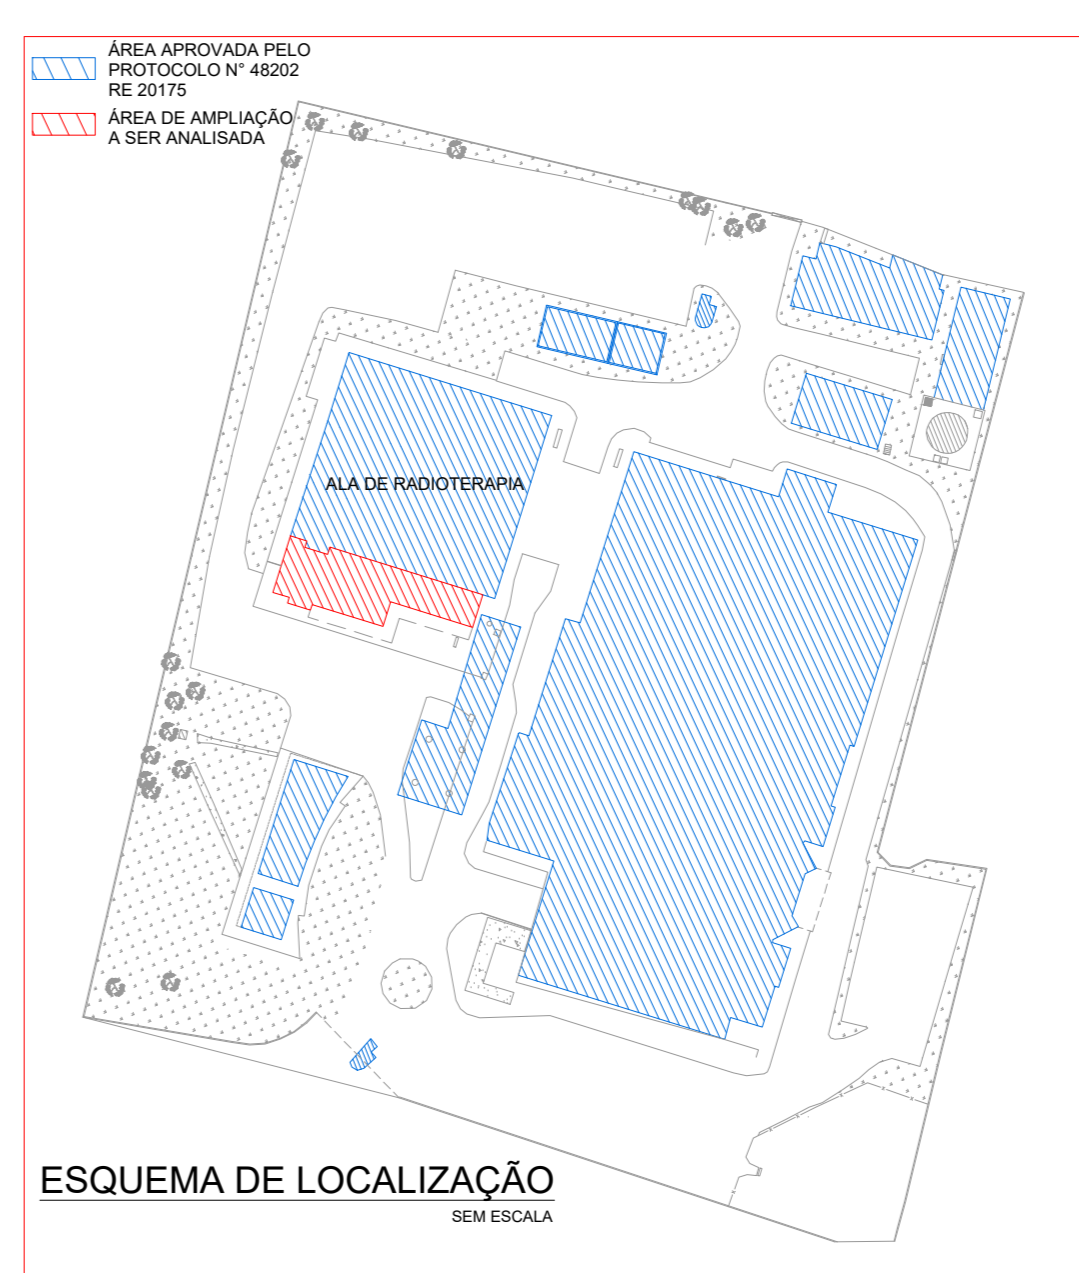 ÁREA APROVADA PELO
PROTOCOLO N° 48202
RE 20175
ÁREA DE AMPLIAÇÃO
A SER ANALISADA
ALA DE RADIOTERAPIA
ESQUEMA DE LOCALIZAÇÃO
SEM ESCALA